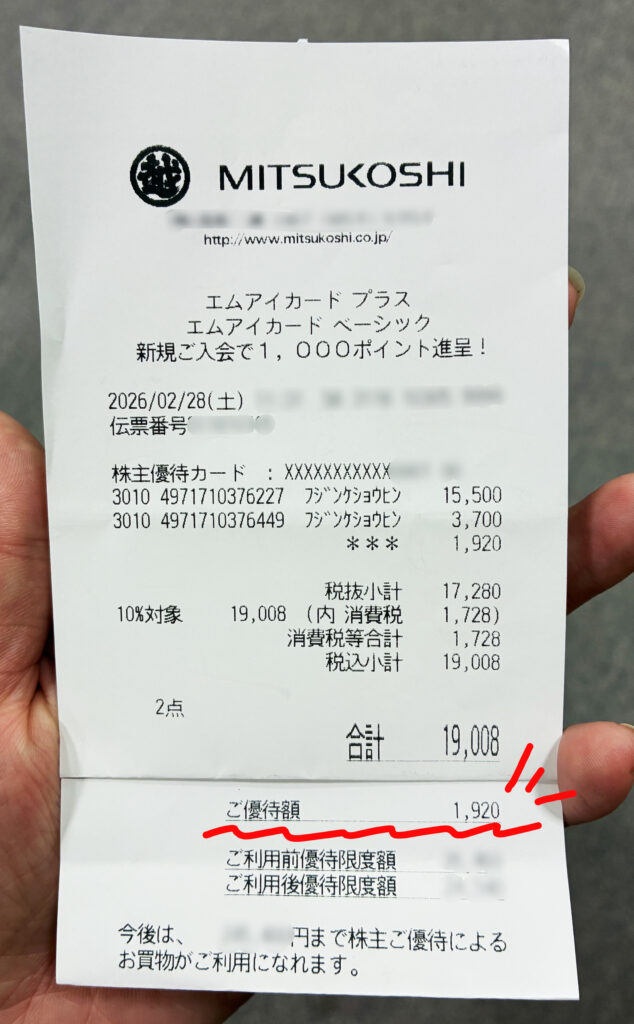 越 MITSUKOSHI
http://www.mitsukoshi.co.jp/
エムアイカード プラス
エムアイカード ベーシック
新規ご入会で1,000ポイント進呈!
2026/02/28(土)
伝票番号
株主優待カード :XXXXXXXXXXX
3010 4971710376227 フジンケショウヒン 15,500
3010 4971710376449 フジンケショウヒン 3,700
*** 1,920
税抜小計 17,280
10%対象 19,008 (内 消費税 1,728)
消費税等合計 1,728
税込小計 19,008
2点
合計 19,008
ご優待額 1,920
ご利用前優待限度額
ご利用後優待限度額
今後は、 円まで株主ご優待による
お買物がご利用になれます。